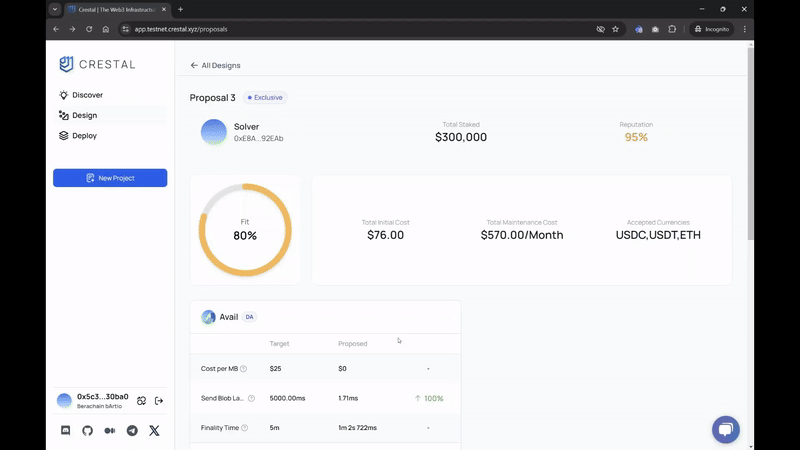 Crestal | The Web3 Infrastructu
app.testnet.crestal.xyz/proposals
Incognito
CRESTAL
Discover
Design
Deploy
New Project
0x5c3...30ba0
Berachain bArtio
All Designs
Proposal 3 Exclusive
Solver
0xE8A...92EAb
Total Staked
$300,000
Reputation
95%
Fit
80%
Total Initial Cost
$76.00
Total Maintenance Cost
$570.00/Month
Accepted Currencies
USDC,USDT,ETH
Avail DA
Target Proposed
Cost per MB $25 $0 -
Send Blob La... 5000.00ms 1.71ms 100%
Finality Time 5m 1m 2s 722ms -